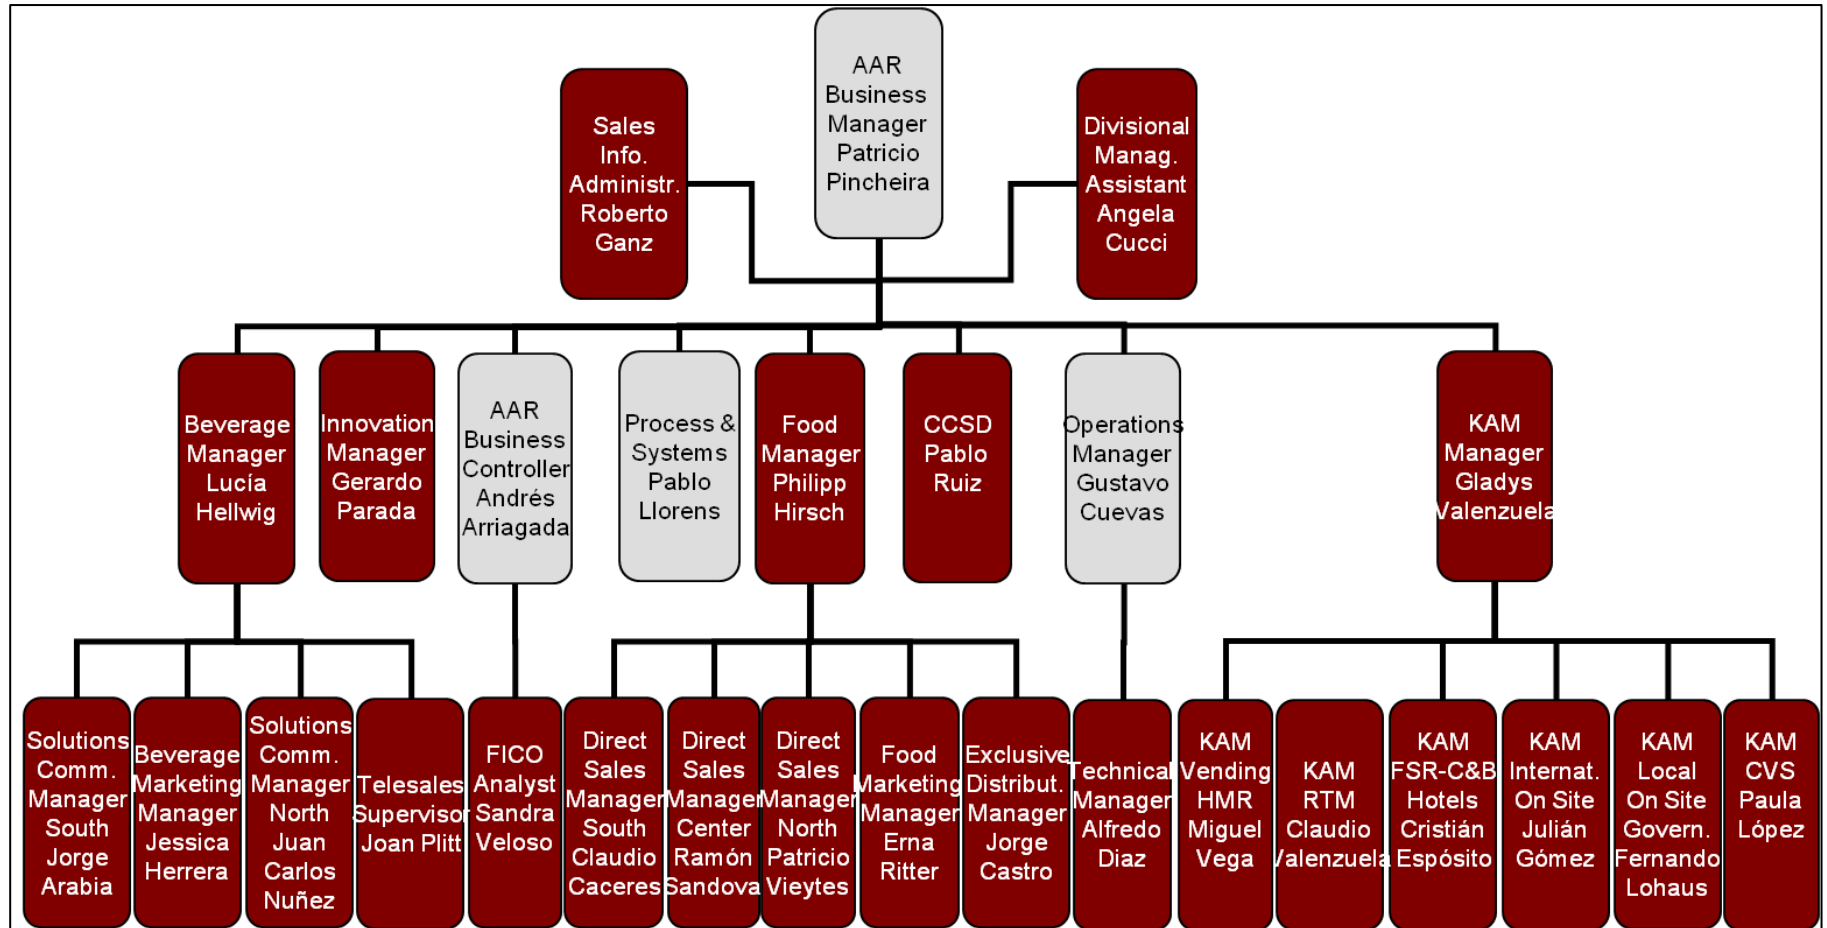 AAR
Business
Manager
Patricio
Pincheira
Sales
Info.
Administr.
Roberto
Ganz
Divisional
Manag.
Assistant
Angela
Cucci
Beverage
Manager
Lucía
Hellwig
Innovation
Manager
Gerardo
Parada
AAR
Business
Controller
Andrés
Arriagada
Process &
Systems
Pablo
Llorens
Food
Manager
Philipp
Hirsch
CCSD
Pablo
Ruiz
Operations
Manager
Gustavo
Cuevas
KAM
Manager
Gladys
Valenzuela
Solutions
Comm.
Manager
South
Jorge
Arabia
Beverage
Marketing
Manager
Jessica
Herrera
Solutions
Comm.
Manager
North
Juan
Carlos
Nuñez
Telesales
Supervisor
Joan Plitt
FICO
Analyst
Sandra
Veloso
Direct
Sales
Manager
South
Claudio
Caceres
Direct
Sales
Manager
Center
Ramón
Sandoval
Direct
Sales
Manager
North
Patricio
Vieytes
Food
Marketing
Manager
Erna
Ritter
Exclusive
Distribut.
Manager
Jorge
Castro
Technical
Manager
Alfredo
Diaz
KAM
Vending
HMR
Miguel
Vega
KAM
RTM
Claudio
Valenzuela
KAM
FSR-C&B
Hotels
Cristián
Espósito
KAM
Internat.
On Site
Julián
Gómez
KAM
Local
On Site
Govern.
Fernando
Lohaus
KAM
CVS
Paula
López